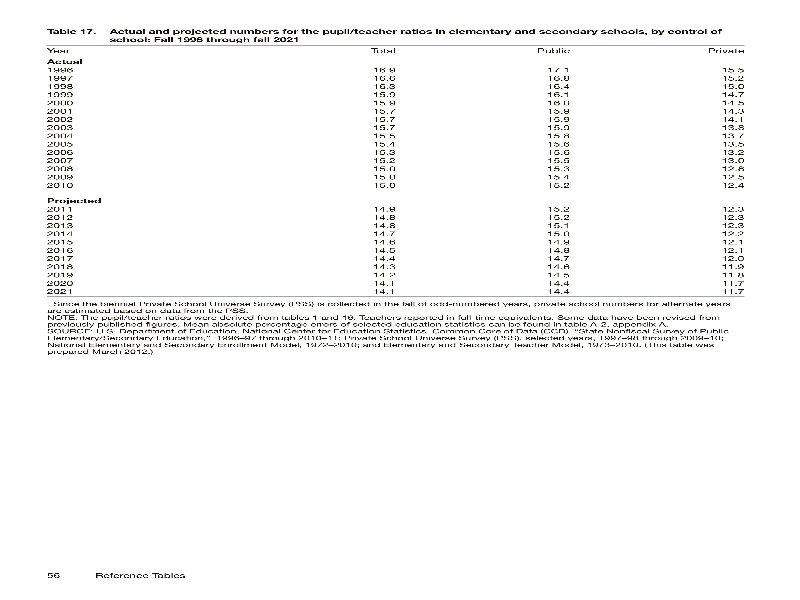 Table 17. Actual and projected numbers for the pupil/teacher ratios in elementary and secondary schools, by control of
school: Fall 1996 through fall 2021
Year Total Public Private
Actual
1996 16.9 17.1 15.5
1997 16.6 16.8 15.2
1998 16.3 16.4 15.0
1999 15.9 16.1 14.7
2000 15.9 16.0 14.5
2001 15.7 15.9 14.3
2002 15.7 15.9 14.1
2003 15.7 15.9 13.8
2004 15.5 15.8 13.7
2005 15.4 15.6 13.5
2006 15.3 15.6 13.2
2007 15.2 15.5 13.0
2008 15.0 15.3 12.8
2009 15.0 15.4 12.5
2010 15.0 15.2 12.4
Projected
2011 14.9 15.2 12.3
2012 14.8 15.2 12.3
2013 14.8 15.1 12.3
2014 14.7 15.0 12.2
2015 14.6 14.9 12.1
2016 14.5 14.8 12.1
2017 14.4 14.7 12.0
2018 14.3 14.6 11.9
2019 14.2 14.5 11.8
2020 14.1 14.4 11.7
2021 14.1 14.4 11.7
Since the biennial Private School Universe Survey (PSS) is collected in the fall of odd-numbered years, private school numbers for alternate years
are estimated based on data from the PSS.
NOTE: The pupil/teacher ratios were derived from tables 1 and 16. Teachers reported in full-time equivalents. Some data have been revised from
previously published figures. Mean absolute percentage errors of selected education statistics can be found in table A-2, appendix A.
SOURCE: U.S. Department of Education, National Center for Education Statistics, Common Core of Data (CCD), "State Nonfiscal Survey of Public
Elementary/Secondary Education," 1996–97 through 2010–11; Private School Universe Survey (PSS), selected years, 1997–98 through 2009–10;
National Elementary and Secondary Enrollment Model, 1972–2010; and Elementary and Secondary Teacher Model, 1973–2010. (This table was
prepared March 2012.)
56 Reference Tables